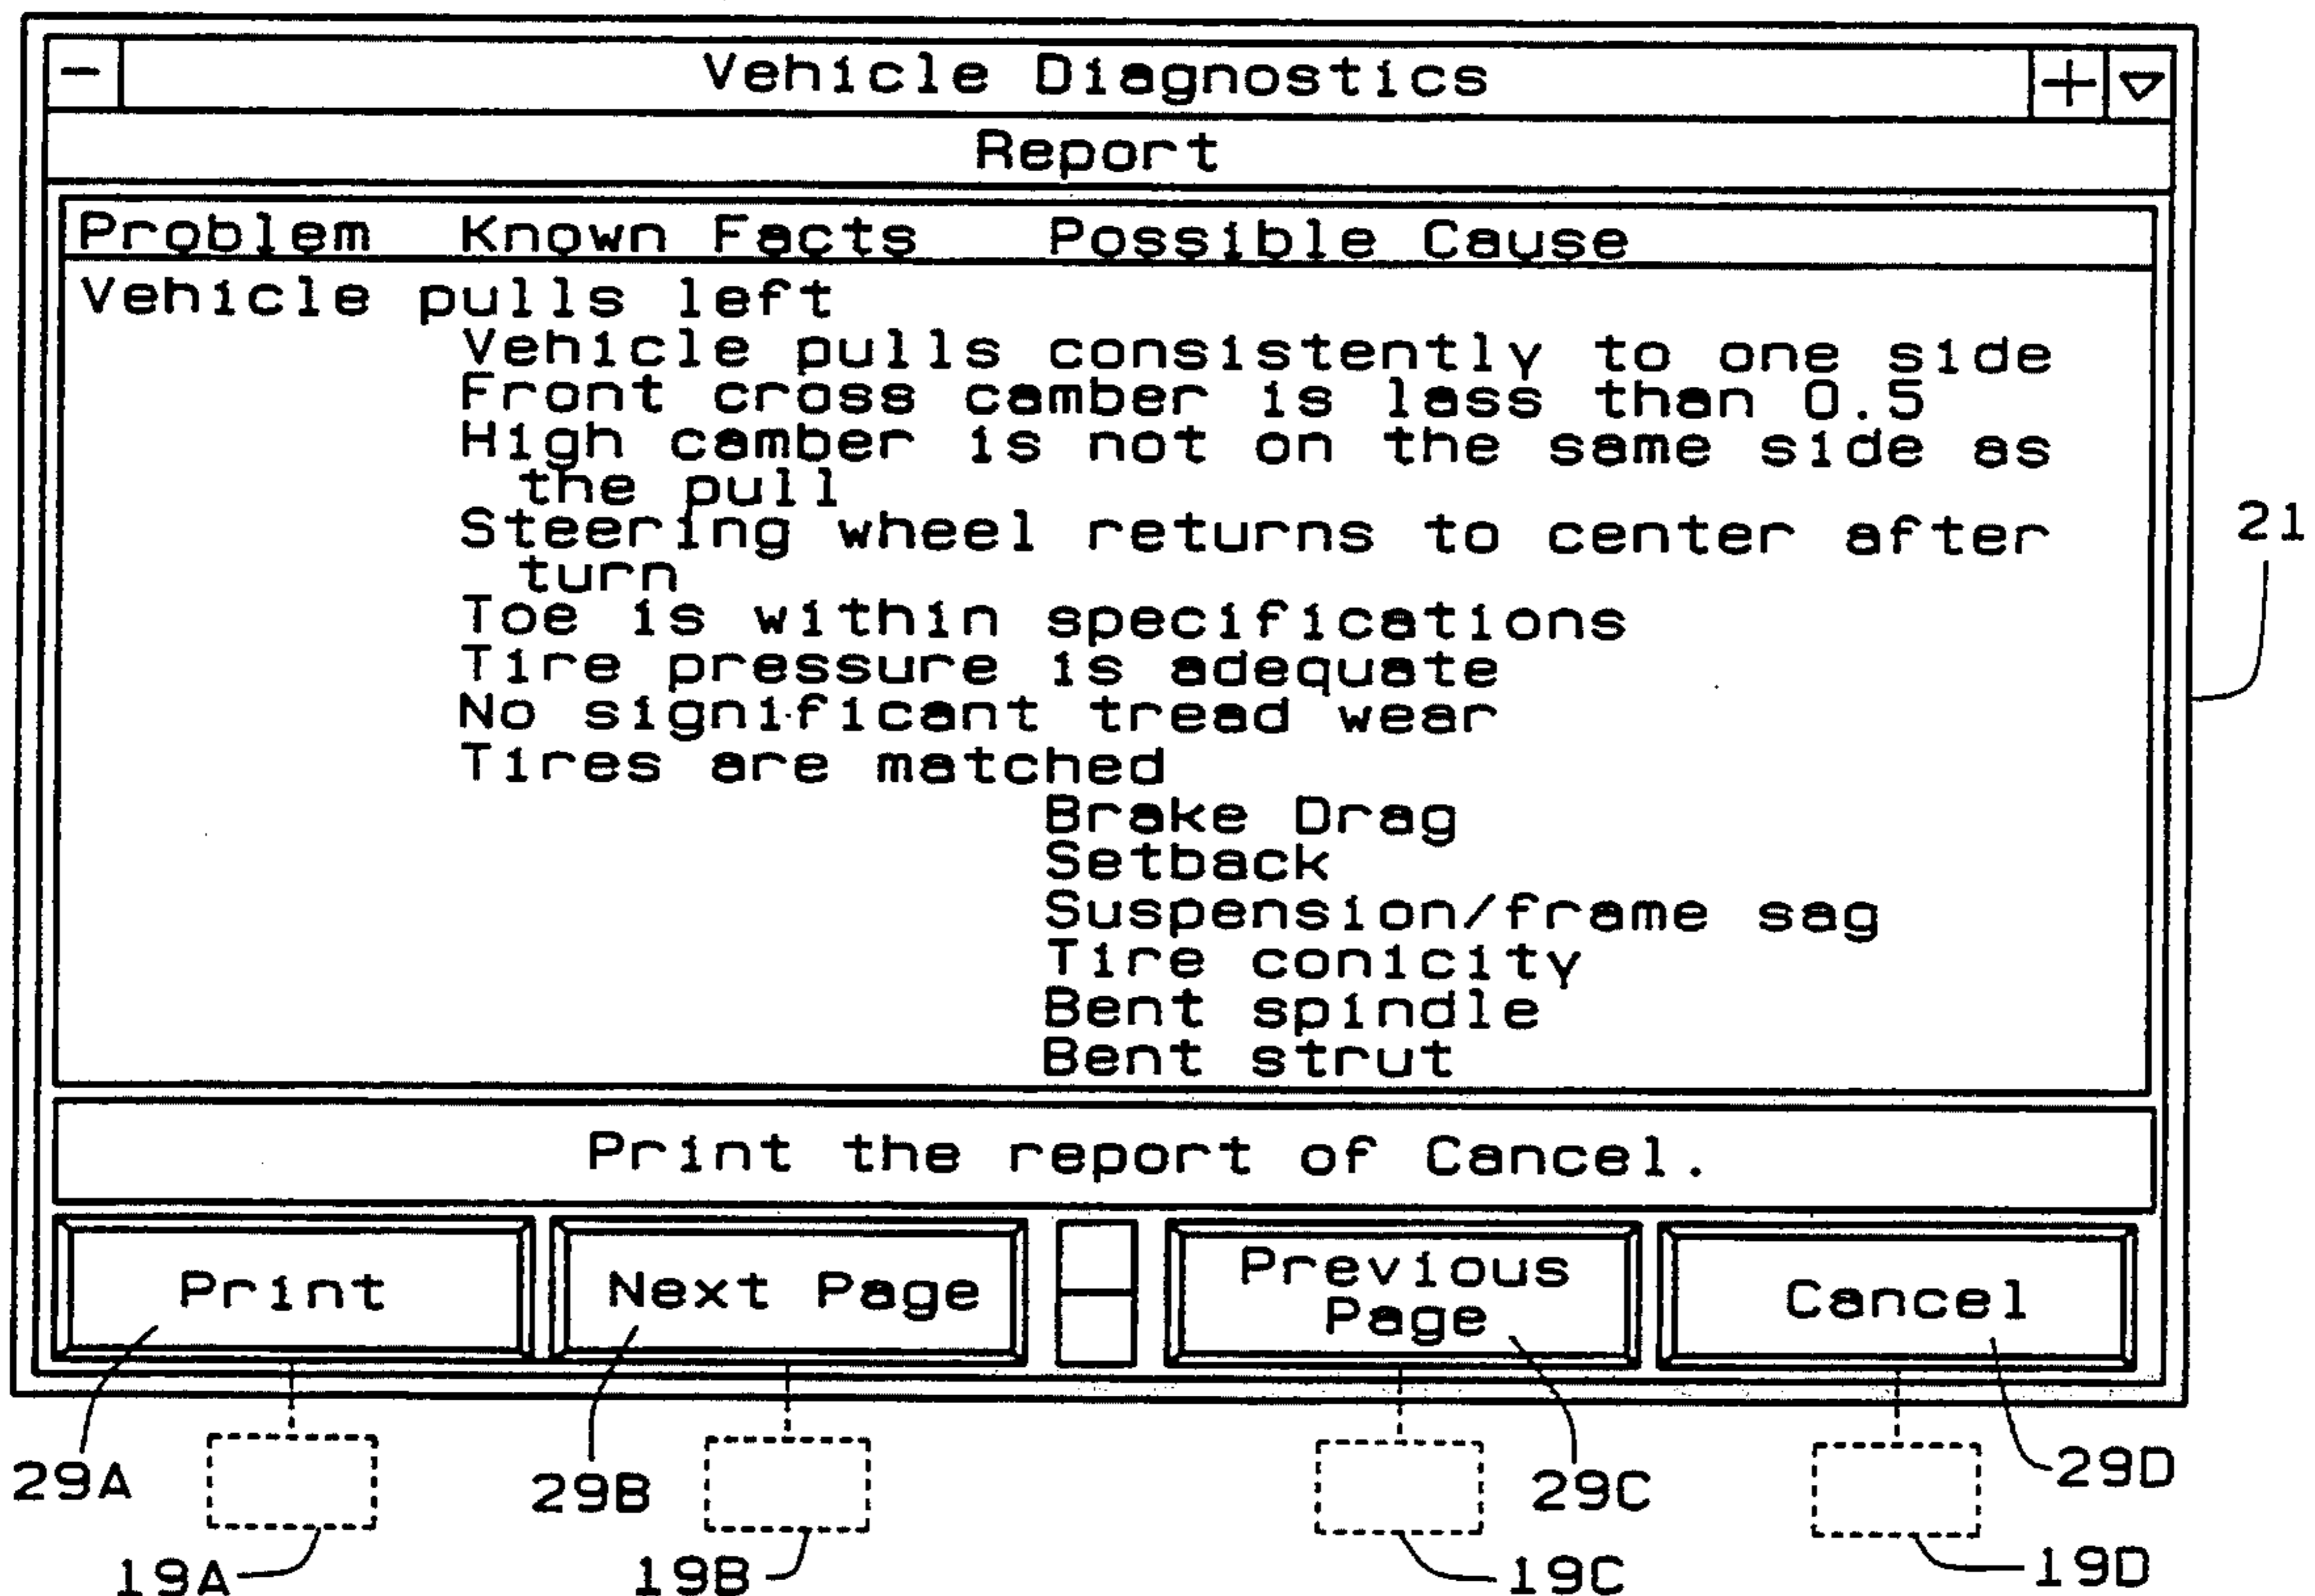 Vehicle Diagnostics
Report
Problem Known Facts Possible Cause
Vehicle pulls left
Vehicle pulls consistently to one side
Front cross camber is less than 0.5
High camber is not on the same side as
the pull
Steering wheel returns to center after
turn
Toe is within specifications
Tire pressure is adequate
No significant tread wear
Tires are matched
Brake Drag
Setback
Suspension/frame sag
Tire conicity
Bent spindle
Bent strut
Print the report of Cancel.
Print
Next Page
Previous
Page
Cancel
21
29A
29B
29C
29D
19A
19B
19C
19D